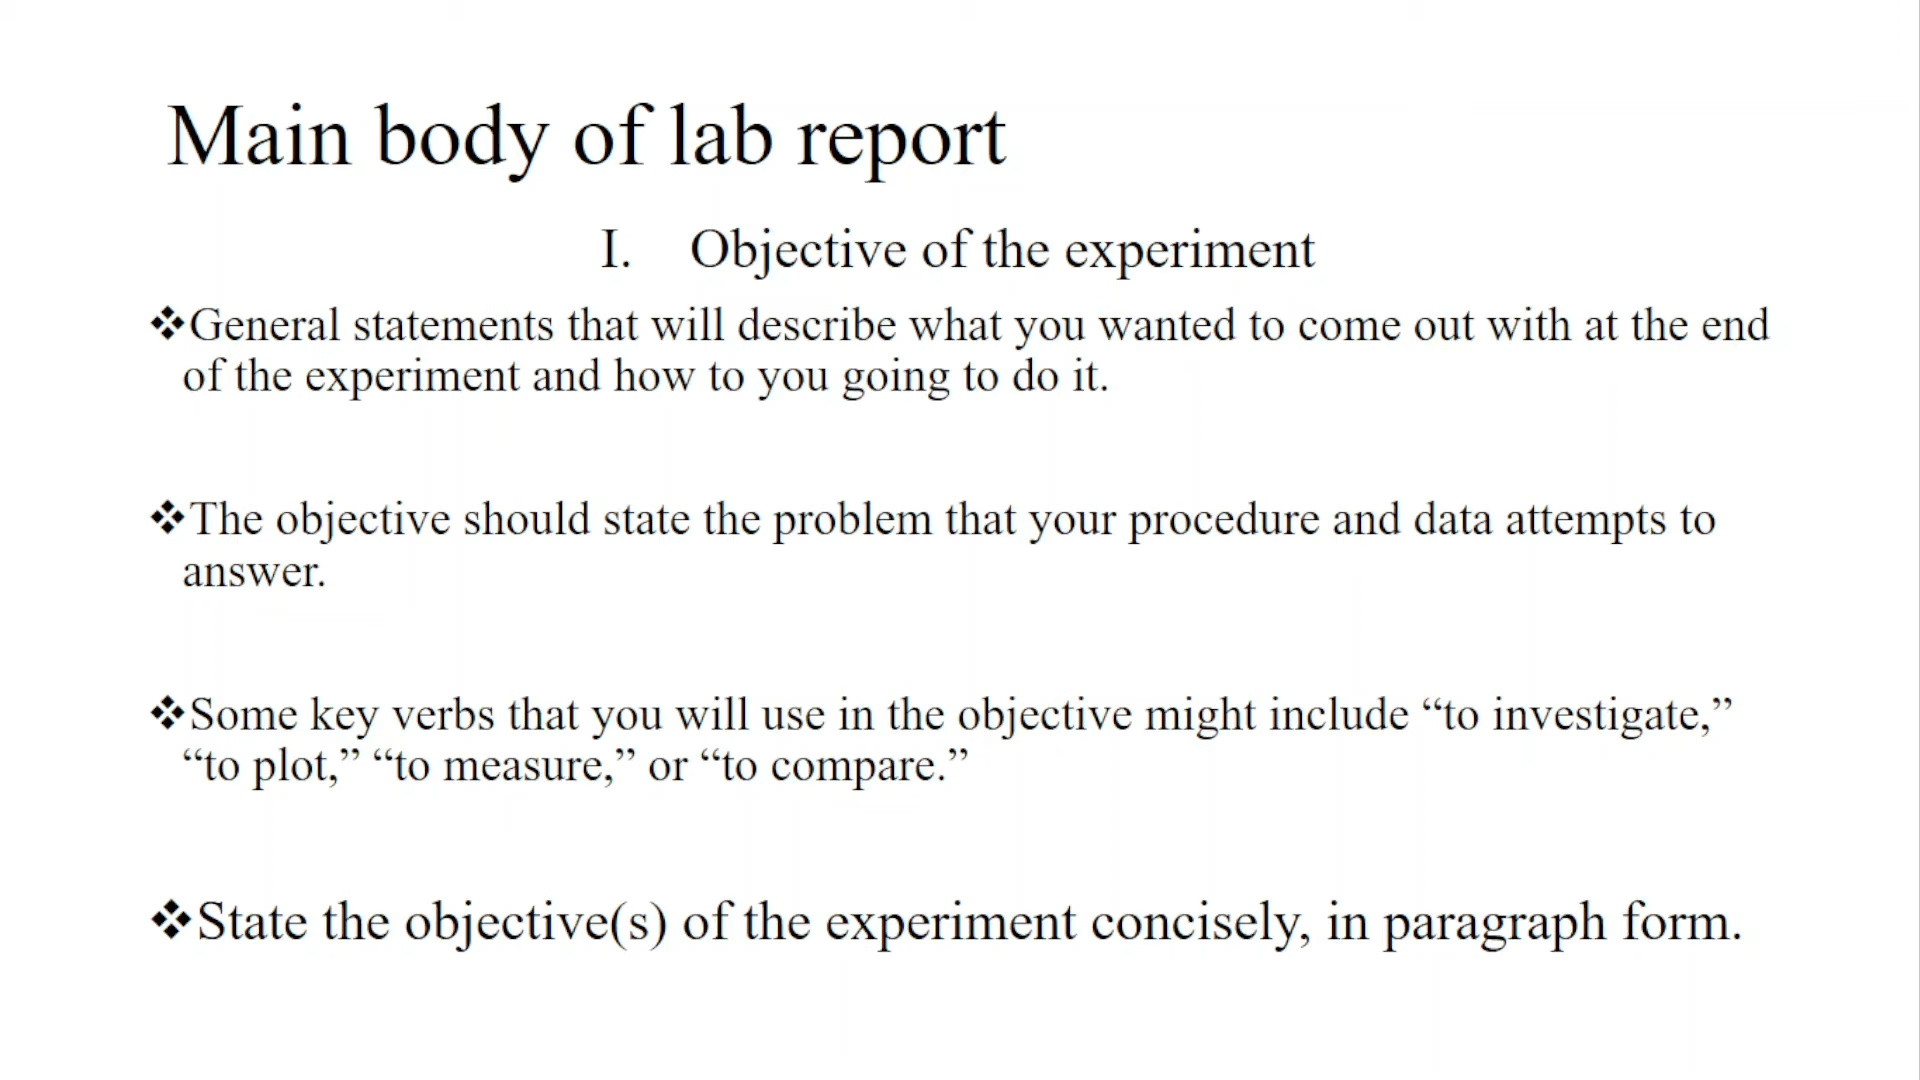 Main body of lab report
I. Objective of the experiment
❖General statements that will describe what you wanted to come out with at the end
of the experiment and how to you going to do it.
❖The objective should state the problem that your procedure and data attempts to
answer.
❖Some key verbs that you will use in the objective might include “to investigate,”
“to plot,” “to measure,” or “to compare.”
❖State the objective(s) of the experiment concisely, in paragraph form.